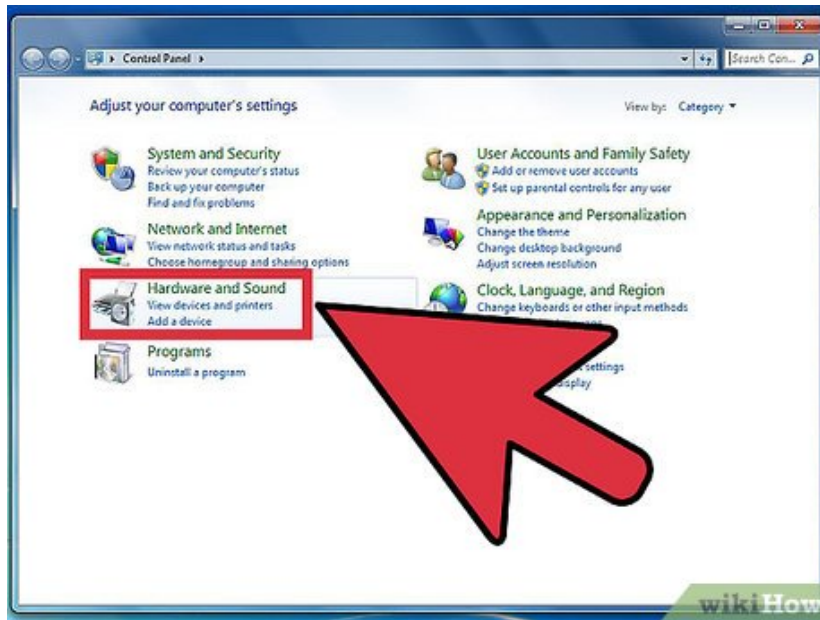 Control Panel
Search Con...
Adjust your computer's settings
View by: Category
System and Security
Review your computer's status
Back up your computer
Find and fix problems
Network and Internet
View network status and tasks
Choose homegroup and sharing options
Hardware and Sound
View devices and printers
Add a device
Programs
Uninstall a program
User Accounts and Family Safety
Add or remove user accounts
Set up parental controls for any user
Appearance and Personalization
Change the theme
Change desktop background
Adjust screen resolution
Clock, Language, and Region
Change keyboards or other input methods
settings
display
wikiHow